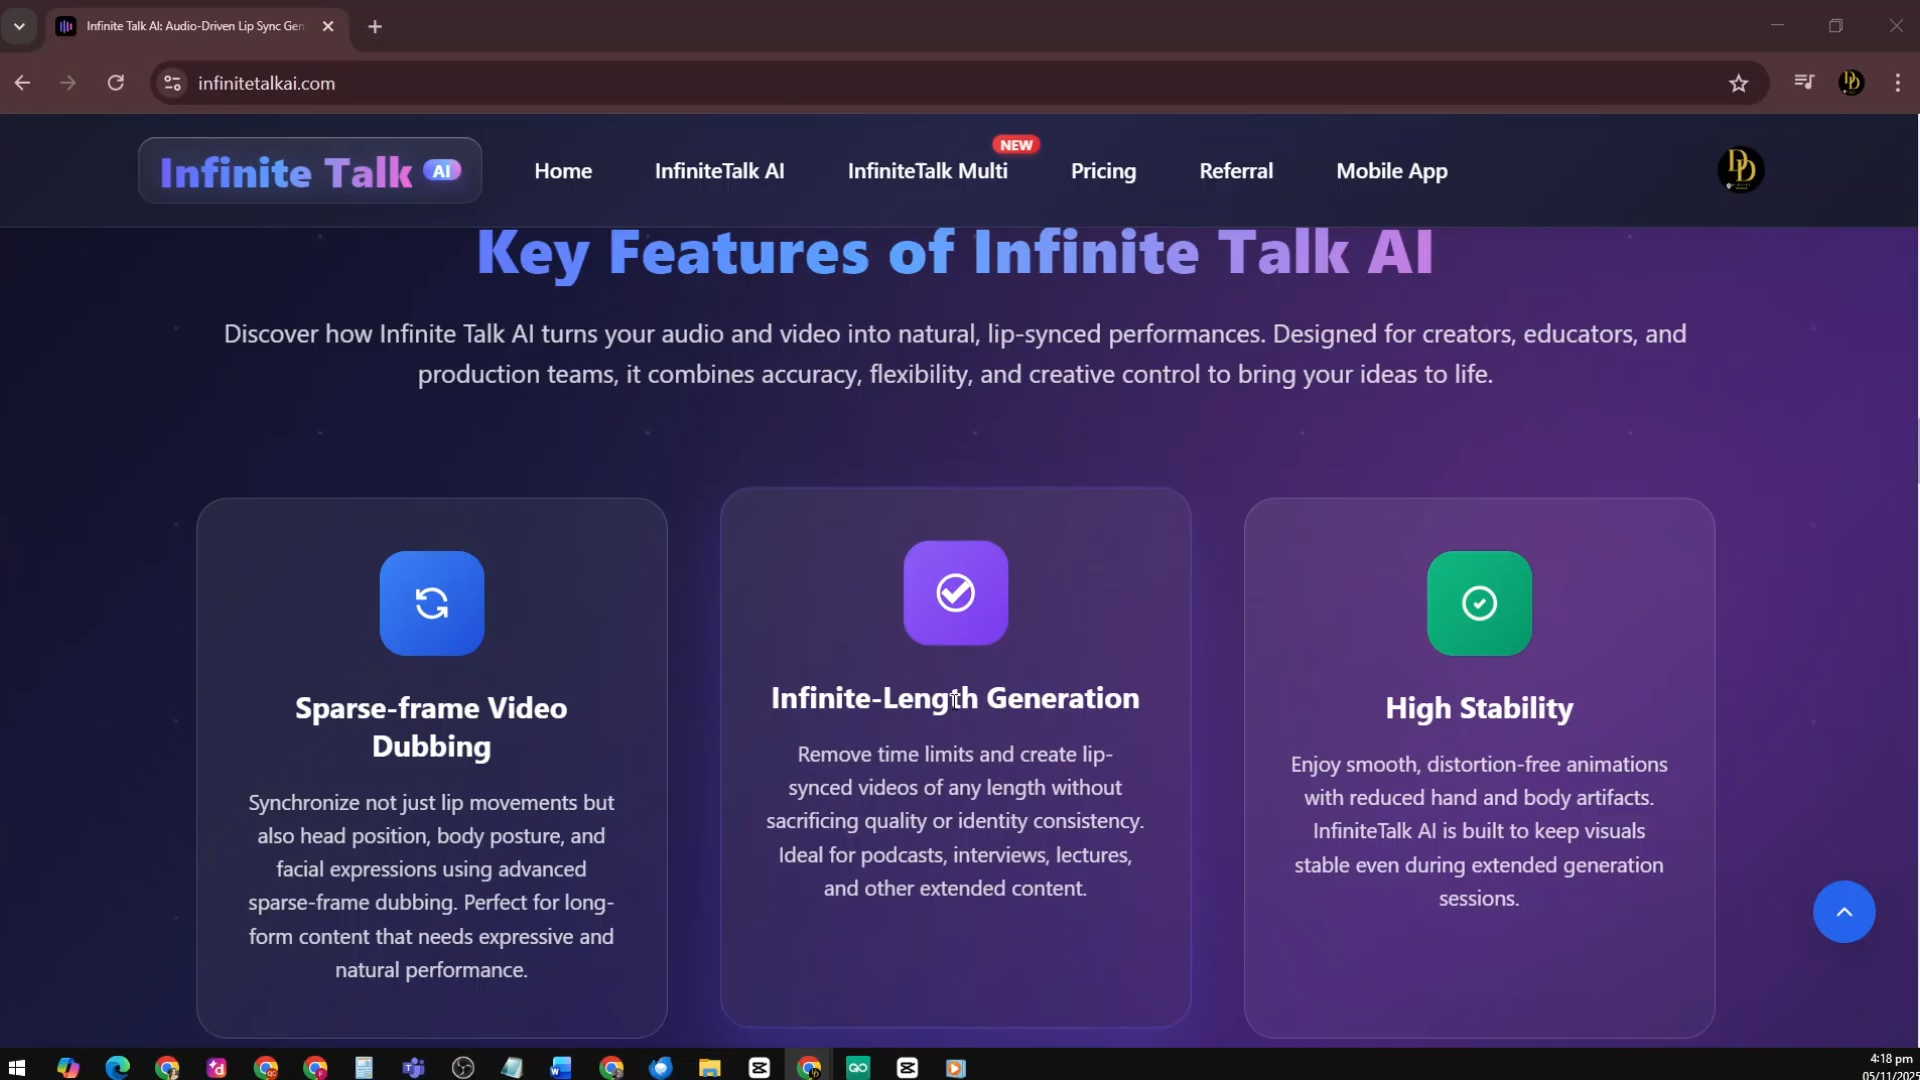 Infinite Talk AI: Audio-Driven Lip Sync Gen
infinitetalkai.com
Infinite Talk AI
Home
InfiniteTalk AI
InfiniteTalk Multi
NEW
Pricing
Referral
Mobile App
Key Features of Infinite Talk AI
Discover how Infinite Talk AI turns your audio and video into natural, lip-synced performances. Designed for creators, educators, and
production teams, it combines accuracy, flexibility, and creative control to bring your ideas to life.
Sparse-frame Video
Dubbing
Synchronize not just lip movements but
also head position, body posture, and
facial expressions using advanced
sparse-frame dubbing. Perfect for long-
form content that needs expressive and
natural performance.
Infinite-Length Generation
Remove time limits and create lip-
synced videos of any length without
sacrificing quality or identity consistency.
Ideal for podcasts, interviews, lectures,
and other extended content.
High Stability
Enjoy smooth, distortion-free animations
with reduced hand and body artifacts.
InfiniteTalk AI is built to keep visuals
stable even during extended generation
sessions.
4:18 pm
05/11/2025